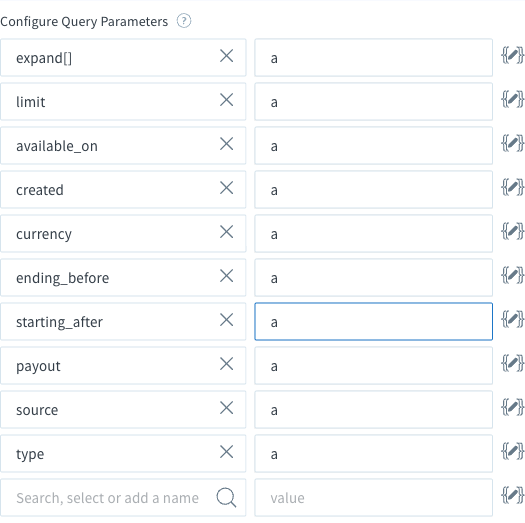 Configure Query Parameters ?
expand[] a
limit a
available_on a
created a
currency a
ending_before a
starting_after a
payout a
source a
type a
Search, select or add a name value